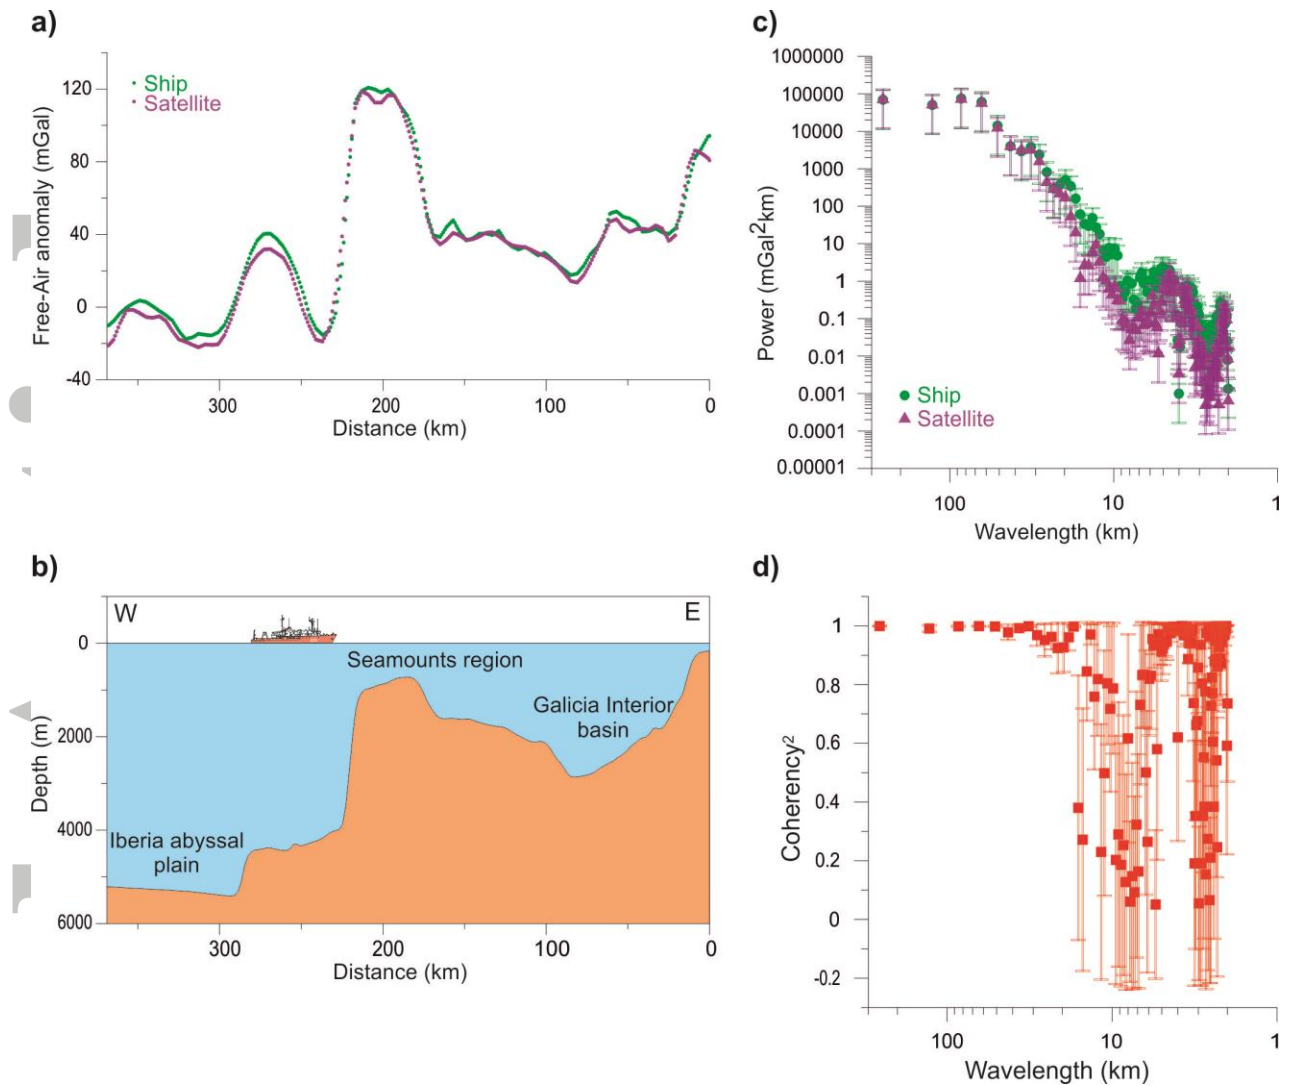 a)
Ship
Satellite
Free-Air anomaly (mGal)
120
80
40
0
-40
300
200
100
0
Distance (km)
b)
W
E
0
2000
4000
6000
Depth (m)
Seamounts region
Galicia Interior
basin
Iberia abyssal
plain
300
200
100
0
Distance (km)
c)
1000000
100000
10000
1000
100
10
1
0.1
0.01
0.001
0.0001
0.00001
Power (mGal²km)
Ship
Satellite
100
10
1
Wavelength (km)
d)
1
0.8
0.6
0.4
0.2
0
-0.2
Coherency²
100
10
1
Wavelength (km)